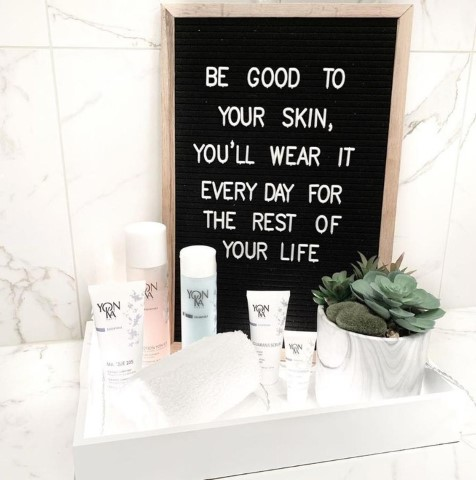 BE GOOD TO
YOUR SKIN,
YOU'LL WEAR IT
EVERY DAY FOR
THE REST OF
YOUR LIFE
YON
KA
YON
KA
YON
KA
YON
KA
YON
KA